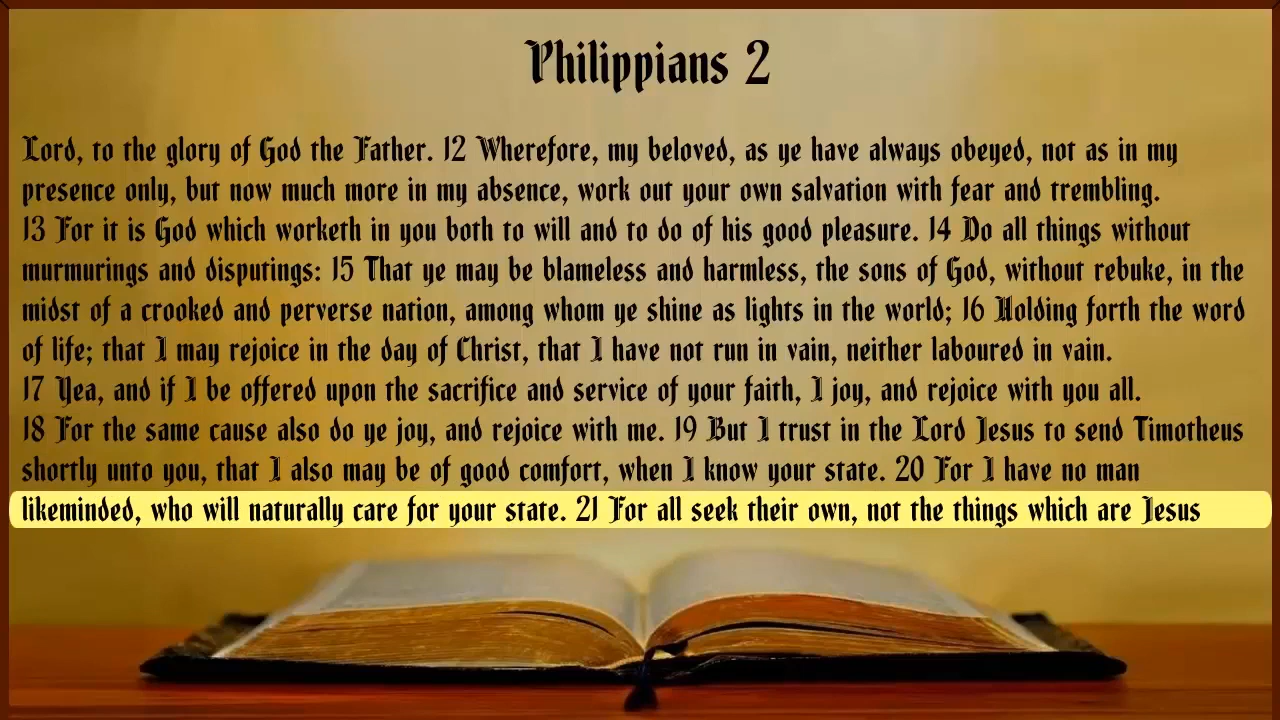 Philippians 2
Lord, to the glory of God the Father. 12 Wherefore, my beloved, as ye have always obeyed, not as in my
presence only, but now much more in my absence, work out your own salvation with fear and trembling.
13 For it is God which worketh in you both to will and to do of his good pleasure. 14 Do all things without
murmurings and disputings: 15 That ye may be blameless and harmless, the sons of God, without rebuke, in the
midst of a crooked and perverse nation, among whom ye shine as lights in the world; 16 Holding forth the word
of life; that I may rejoice in the day of Christ, that I have not run in vain, neither laboured in vain.
17 Yea, and if I be offered upon the sacrifice and service of your faith, I joy, and rejoice with you all.
18 For the same cause also do ye joy, and rejoice with me. 19 But I trust in the Lord Jesus to send Timotheus
shortly unto you, that I also may be of good comfort, when I know your state. 20 For I have no man
likeminded, who will naturally care for your state. 21 For all seek their own, not the things which are Jesus